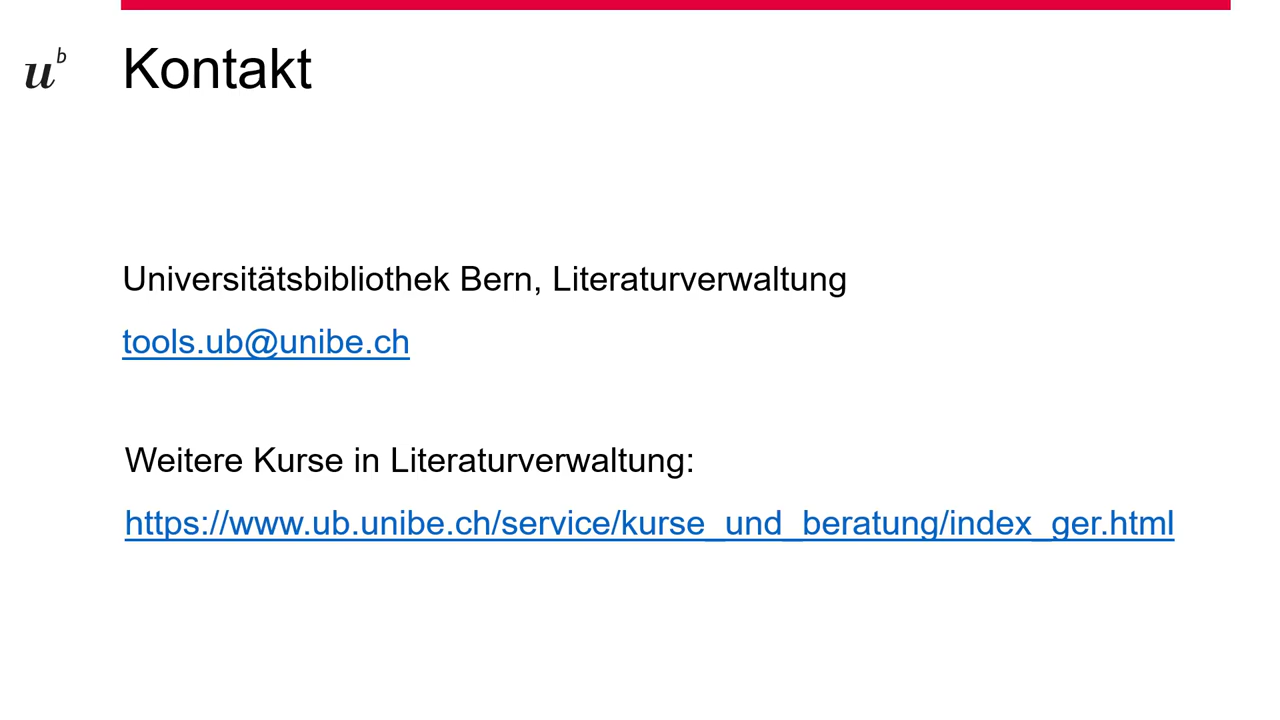 u^b
Kontakt
Universitätsbibliothek Bern, Literaturverwaltung
tools.ub@unibe.ch
Weitere Kurse in Literaturverwaltung:
https://www.ub.unibe.ch/service/kurse_und_beratung/index_ger.html